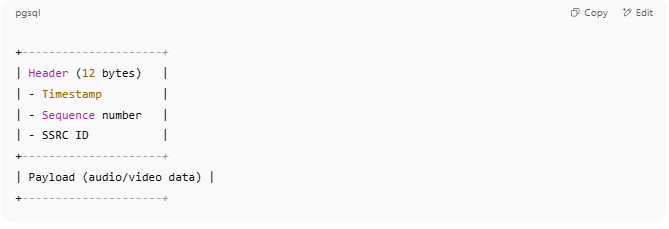 pgsql
Copy Edit
+---------------------+
| Header (12 bytes)   |
| - Timestamp         |
| - Sequence number   |
| - SSRC ID           |
+---------------------+
| Payload (audio/video data) |
+---------------------+